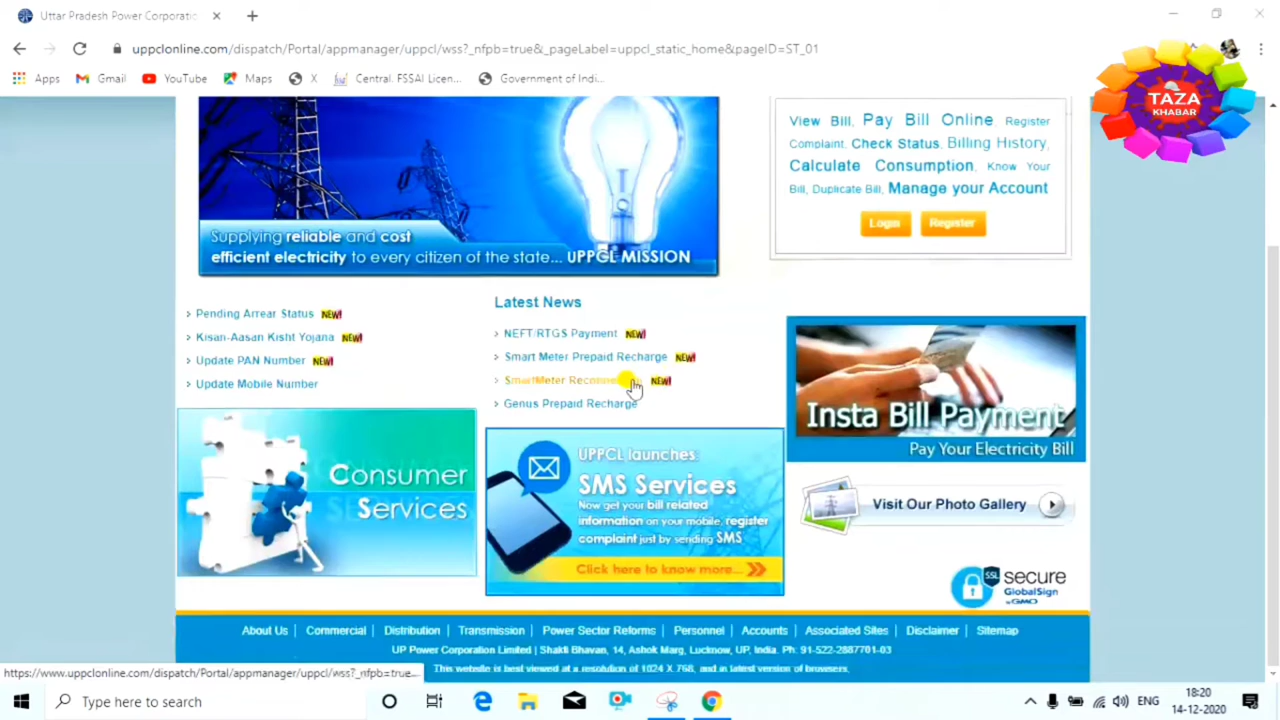 Uttar Pradesh Power Corporatio
uppclonline.com/dispatch/Portal/appmanager/uppcl/wss?_nfpb=true&_pageLabel=uppcl_static_home&pageID=ST_01
Apps Gmail YouTube Maps X Central. FSSAI Licen... Government of Indi...
TAZA
KHABAR
View Bill, Pay Bill Online, Register
Complaint, Check Status, Billing History,
Calculate Consumption, Know Your
Bill, Duplicate Bill, Manage your Account
Login Register
Supplying reliable and cost
efficient electricity to every citizen of the state... UPPCL MISSION
Pending Arrear Status NEW!
Kisan-Aasan Kisht Yojana NEW!
Update PAN Number NEW!
Update Mobile Number
Latest News
NEFT/RTGS Payment NEW!
Smart Meter Prepaid Recharge NEW!
SmartMeter NEW!
Genus Prepaid Recharge
Insta Bill Payment
Pay Your Electricity Bill
Consumer
Services
UPPCL launches:
SMS Services
Now get your bill related
information on your mobile, register
complaint just by sending SMS
Click here to know more...
Visit Our Photo Gallery
SSL secure
GlobalSign
by GMO
About Us | Commercial | Distribution | Transmission | Power Sector Reforms | Personnel | Accounts | Associated Sites | Disclaimer | Sitemap
UP Power Corporation Limited | Shakti Bhavan, 14, Ashok Marg, Lucknow, UP, India. Ph: 91-522-2887701-03
This website is best viewed at a resolution of 1024 X 768, and in latest version of browsers.
https://www.uppclonline.com/dispatch/Portal/appmanager/uppcl/wss?_nfpb=true...
Type here to search
ENG
18:20
14-12-2020